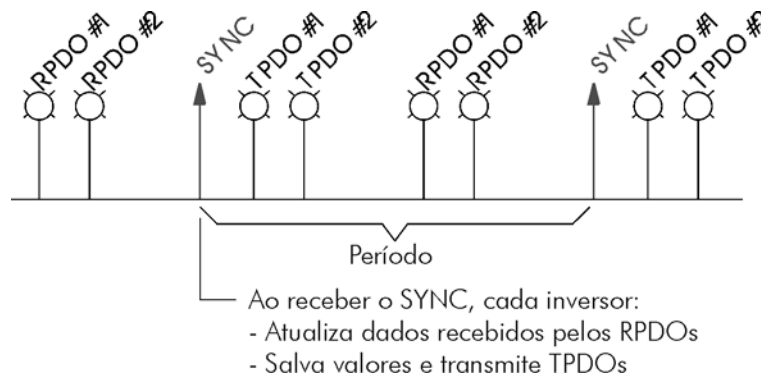 RPDO #1
RPDO #2
SYNC
TPDO #1
TPDO #2
RPDO #1
RPDO #2
SYNC
TPDO #1
TPDO #2
Período
Ao receber o SYNC, cada inversor:
- Atualiza dados recebidos pelos RPDOs
- Salva valores e transmite TPDOs